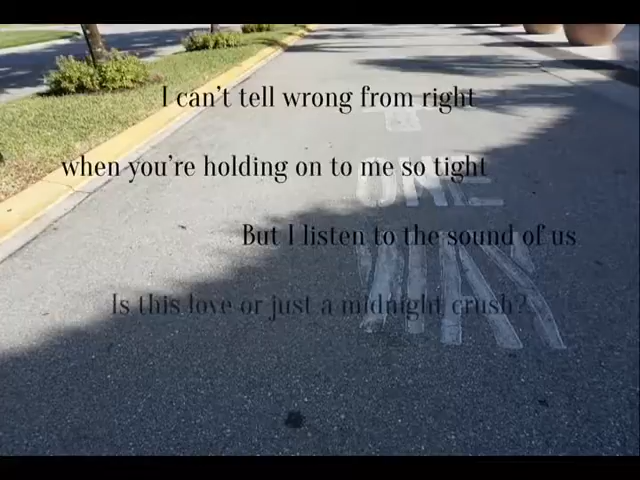 I can't tell wrong from right
when you're holding on to me so tight
ONE
But I listen to the sound of us
Is this love or just a midnight crush?